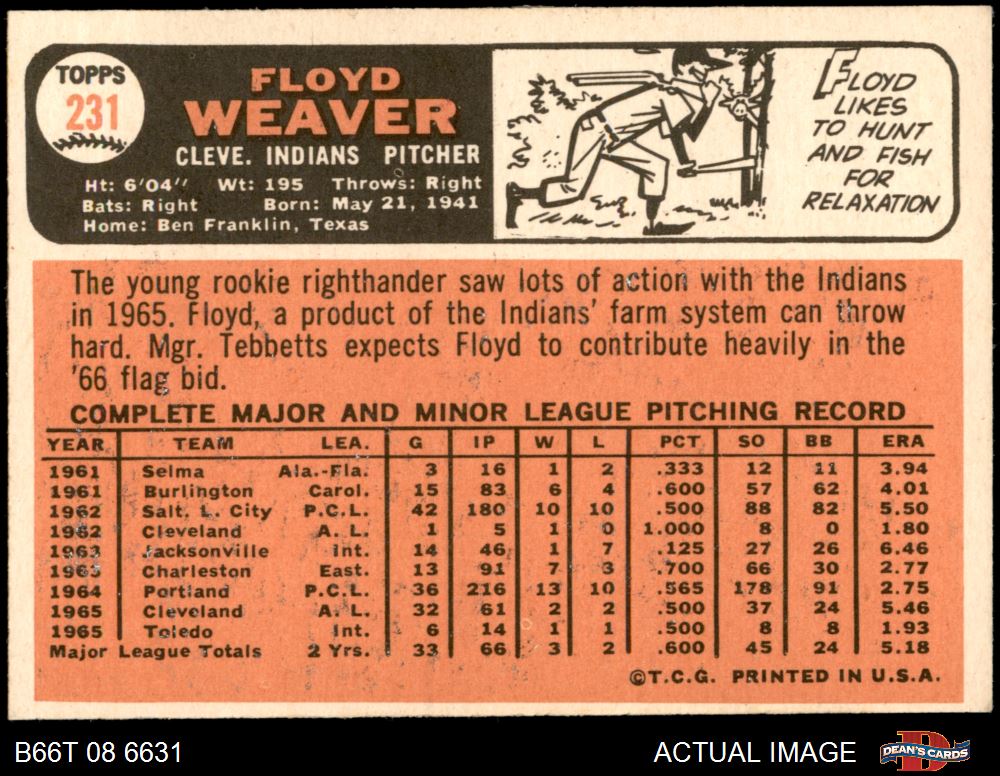 TOPPS
231
FLOYD
WEAVER
CLEVE. INDIANS PITCHER
Ht: 6'04" Wt: 195 Throws: Right
Bats: Right Born: May 21, 1941
Home: Ben Franklin, Texas
FLOYD
LIKES
TO HUNT
AND FISH
FOR
RELAXATION
The young rookie righthander saw lots of action with the Indians
in 1965. Floyd, a product of the Indians' farm system can throw
hard. Mgr. Tebbetts expects Floyd to contribute heavily in the
'66 flag bid.
COMPLETE MAJOR AND MINOR LEAGUE PITCHING RECORD
YEAR TEAM LEA. G IP W L PCT SO BB ERA
1961 Selma Ala.-Fla. 3 16 1 2 .333 12 11 3.94
1961 Burlington Carol. 15 83 6 4 .600 57 62 4.01
1962 Salt. L. City P.C.L. 42 180 10 10 .500 88 82 5.50
1962 Cleveland A. L. 1 5 1 0 1.000 8 0 1.80
1963 Jacksonville Int. 14 46 1 7 .125 27 26 6.46
1963 Charleston East. 13 91 7 3 .700 66 30 2.77
1964 Portland P.C.L. 36 216 13 10 .565 178 91 2.75
1965 Cleveland A. L. 32 61 2 2 .500 37 24 5.46
1965 Toledo Int. 6 14 1 1 .500 8 8 1.93
Major League Totals 2 Yrs. 33 66 3 2 .600 45 24 5.18
©T.C.G. PRINTED IN U.S.A.
B66T 08 6631 ACTUAL IMAGE DEAN'S CARDS